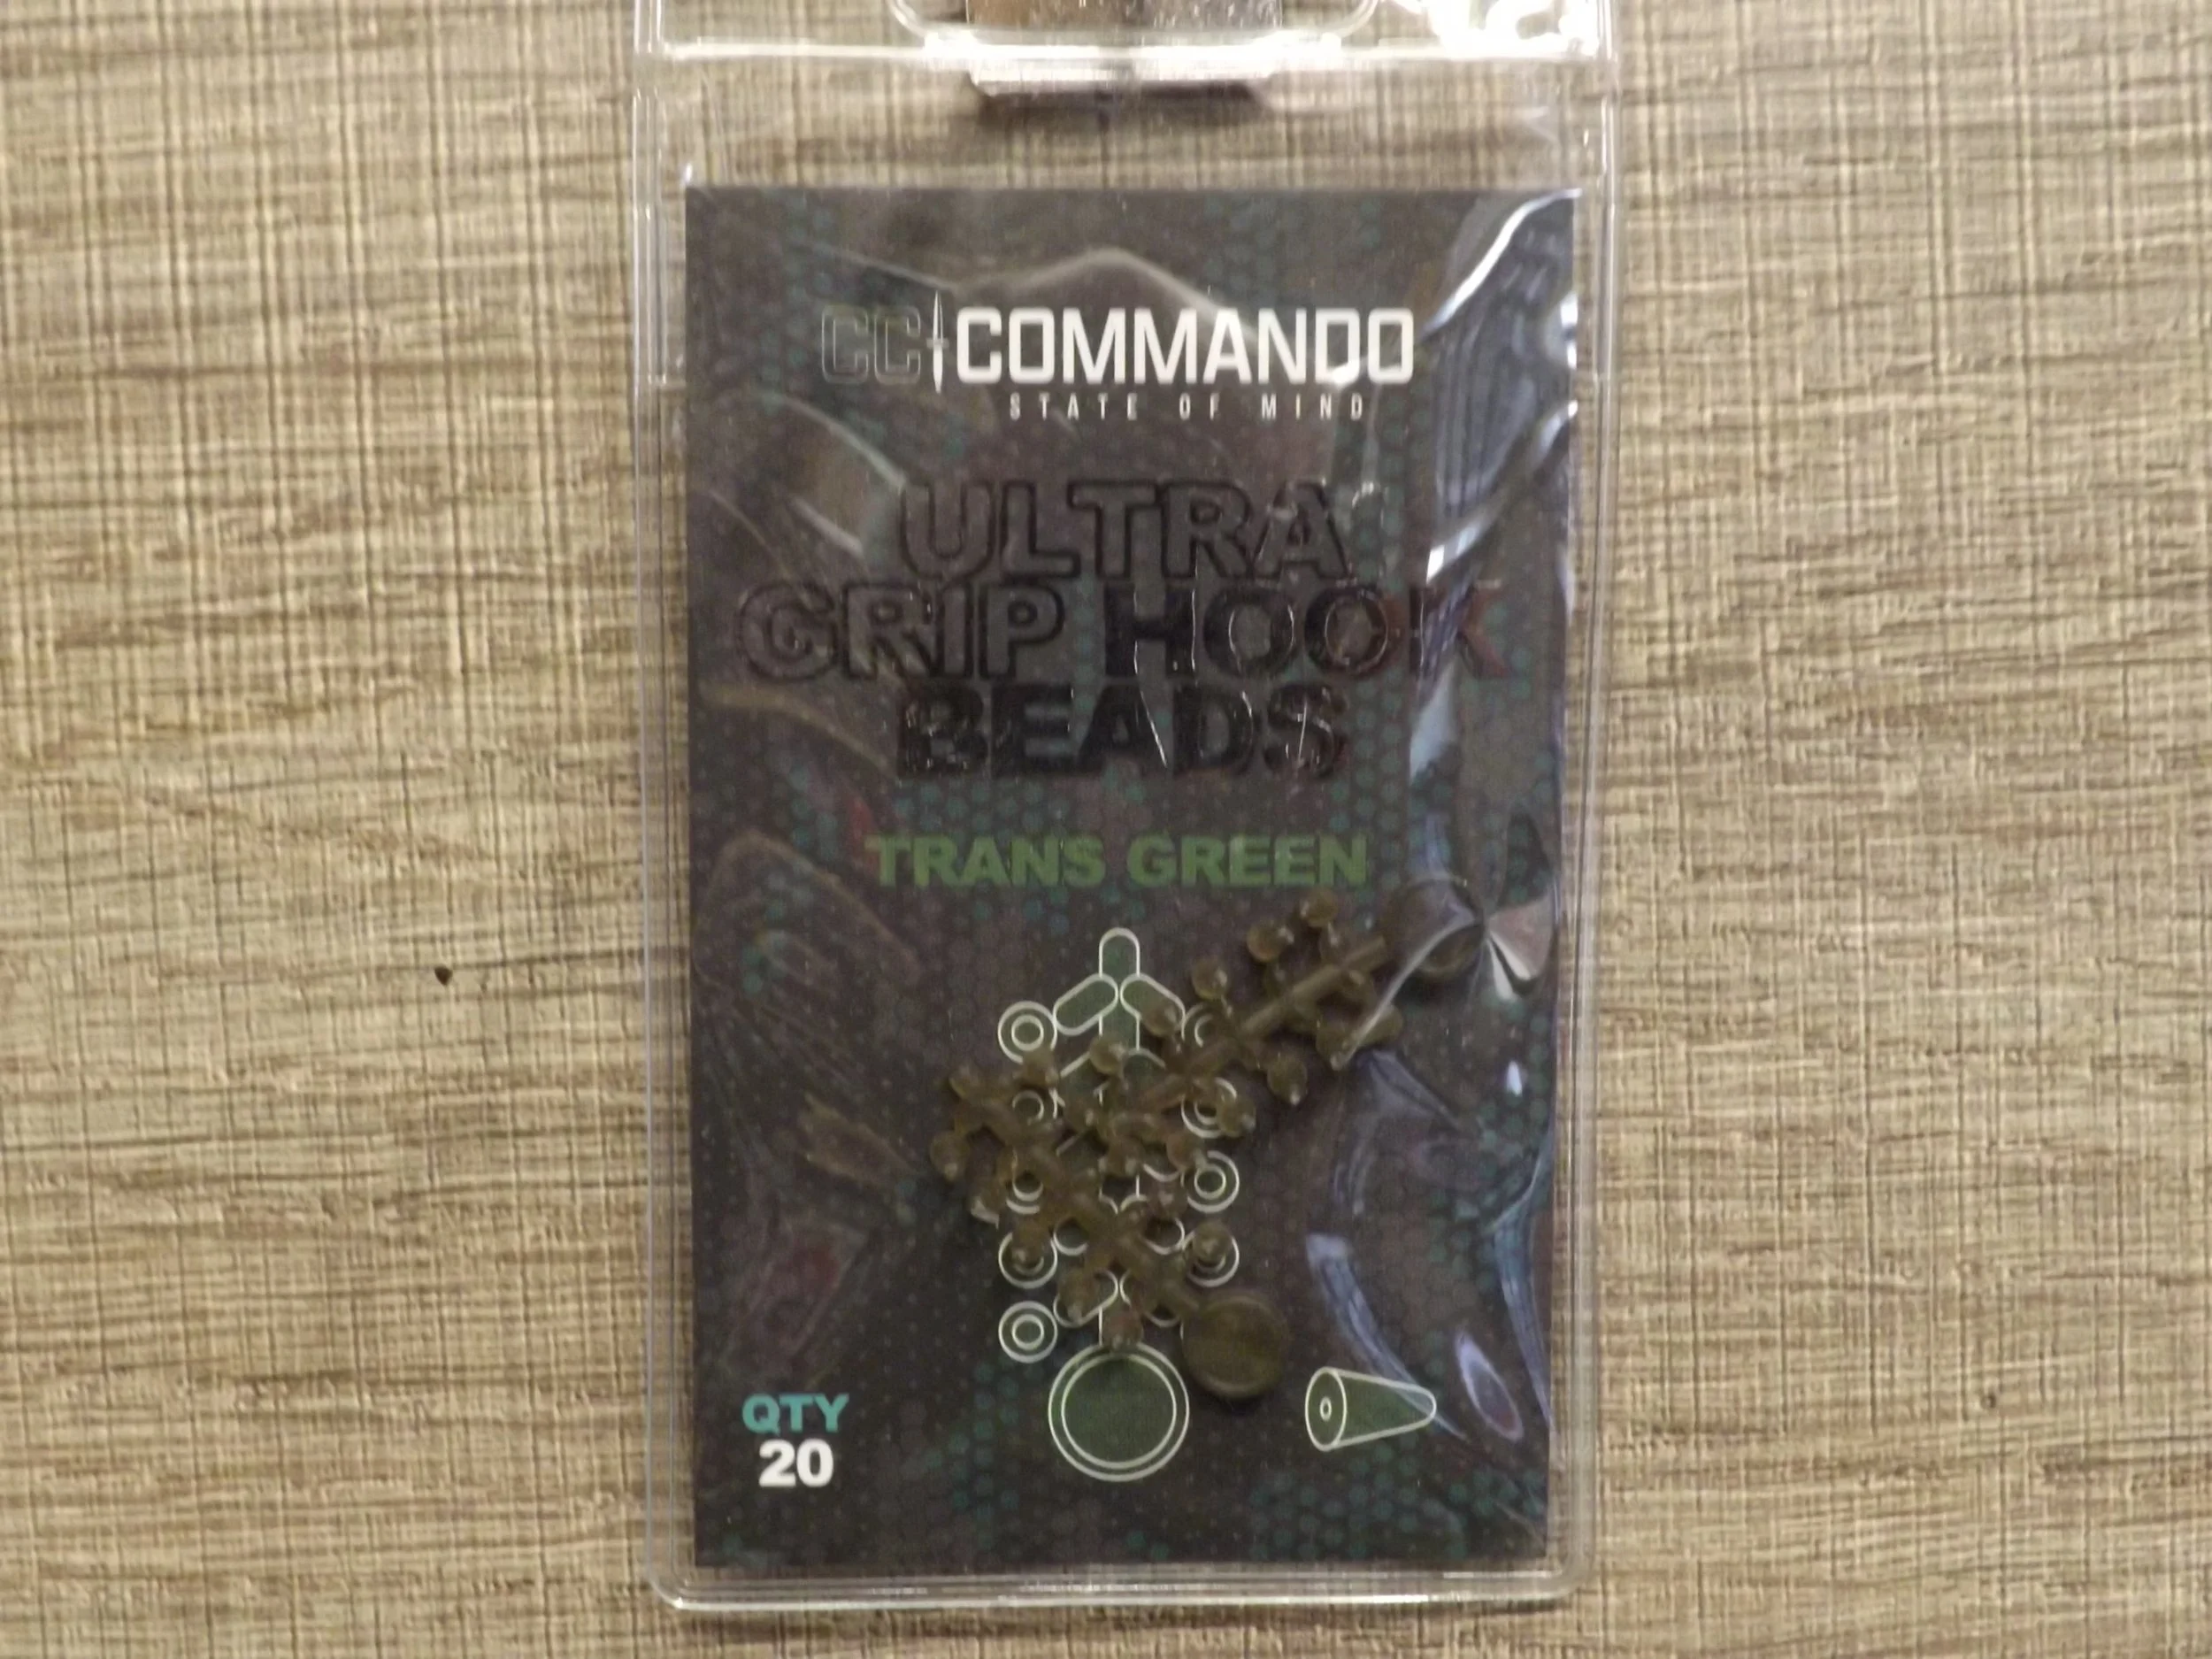 CC COMMANDO
STATE OF MIND
ULTRA
GRIP HOOK
BEADS
TRANS GREEN
QTY
20